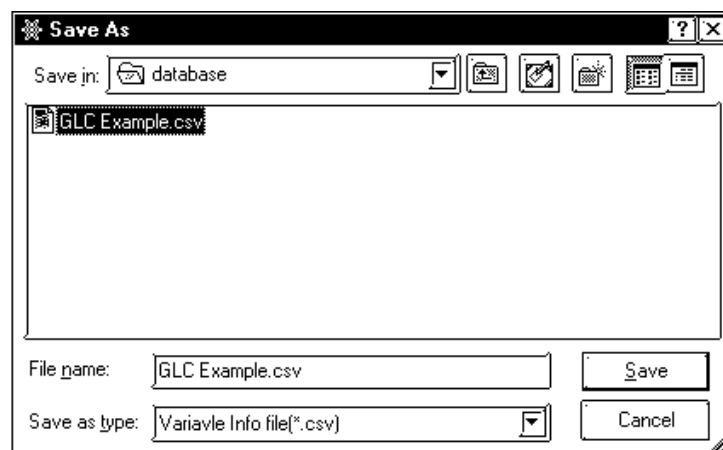 Save As
Save in: database
GLC Example.csv
File name: GLC Example.csv Save
Save as type: Variavle Info file(*.csv) Cancel